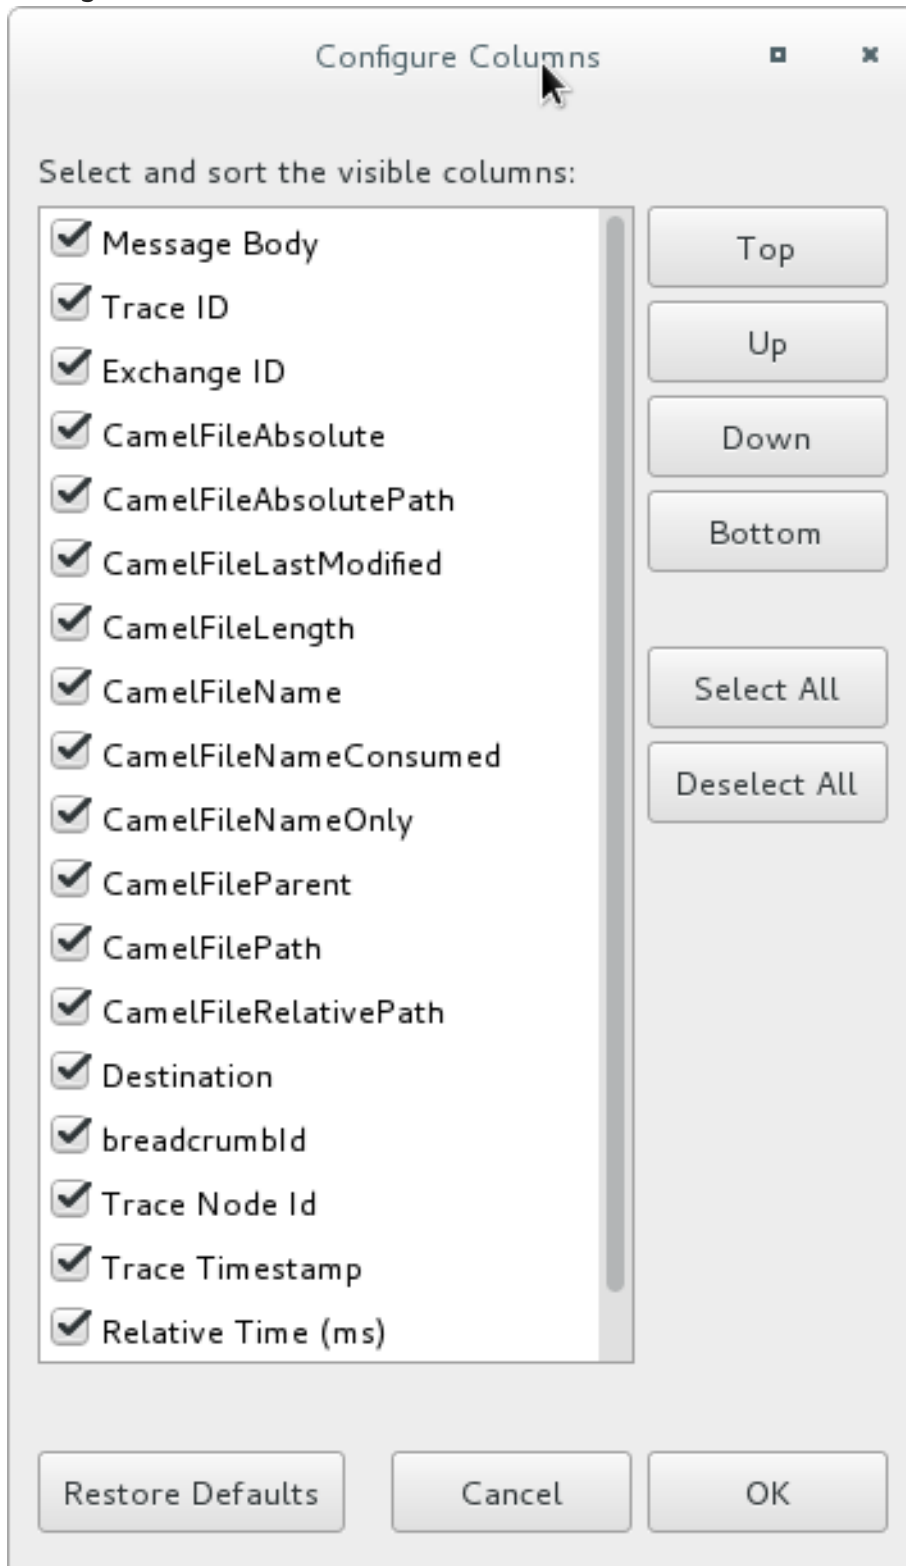 Configure Columns
Select and sort the visible columns:
Message Body
Trace ID
Exchange ID
CamelFileAbsolute
CamelFileAbsolutePath
CamelFileLastModified
CamelFileLength
CamelFileName
CamelFileNameConsumed
CamelFileNameOnly
CamelFileParent
CamelFilePath
CamelFileRelativePath
Destination
breadcrumbId
Trace Node Id
Trace Timestamp
Relative Time (ms)
Top
Up
Down
Bottom
Select All
Deselect All
Restore Defaults
Cancel
OK